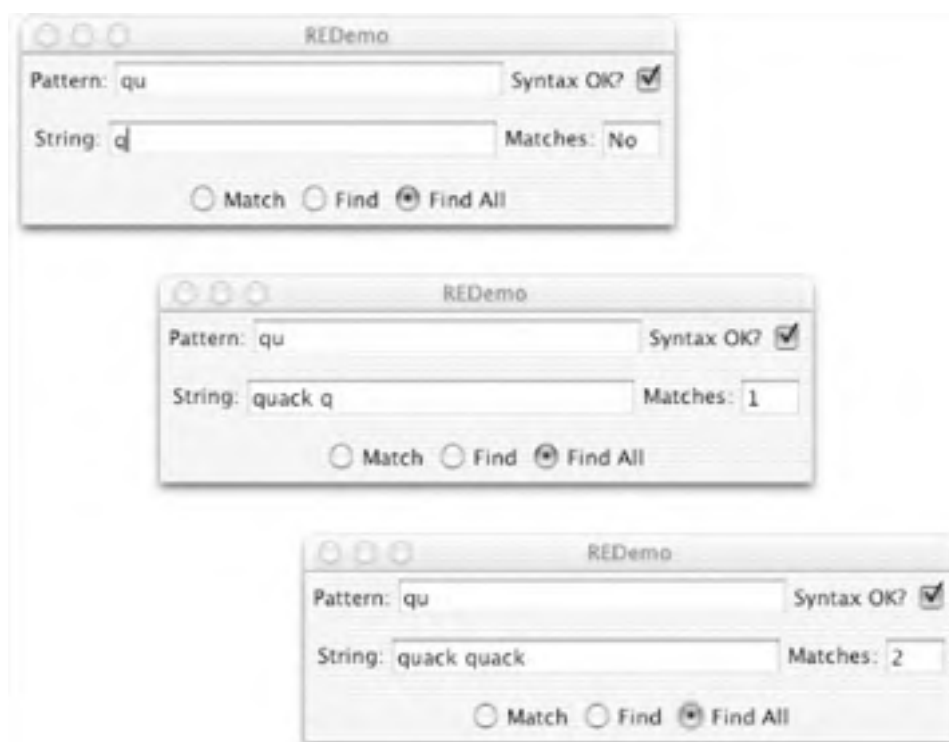 REDemo
Pattern: qu Syntax OK?
String: q Matches: No
Match Find Find All
REDemo
Pattern: qu Syntax OK?
String: quack q Matches: 1
Match Find Find All
REDemo
Pattern: qu Syntax OK?
String: quack quack Matches: 2
Match Find Find All